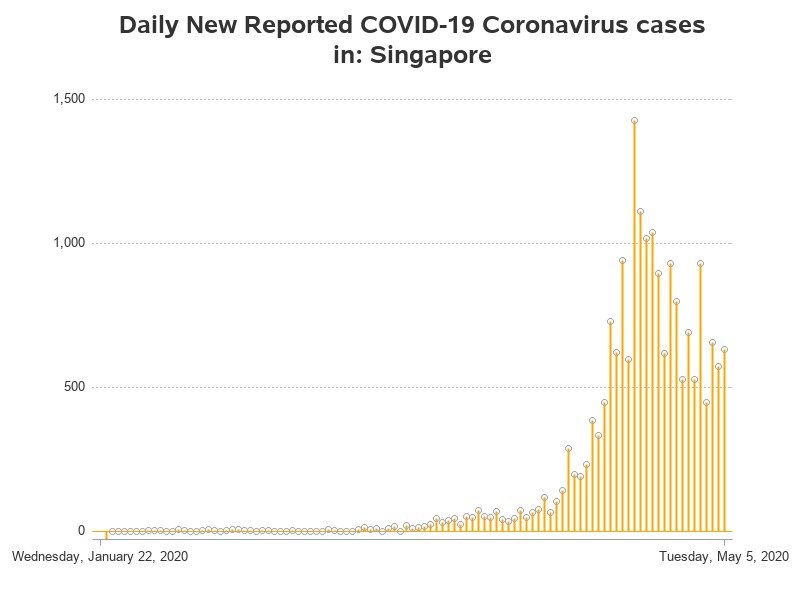 Daily New Reported COVID-19 Coronavirus cases
in: Singapore
1,500
1,000
500
0
Wednesday, January 22, 2020
Tuesday, May 5, 2020